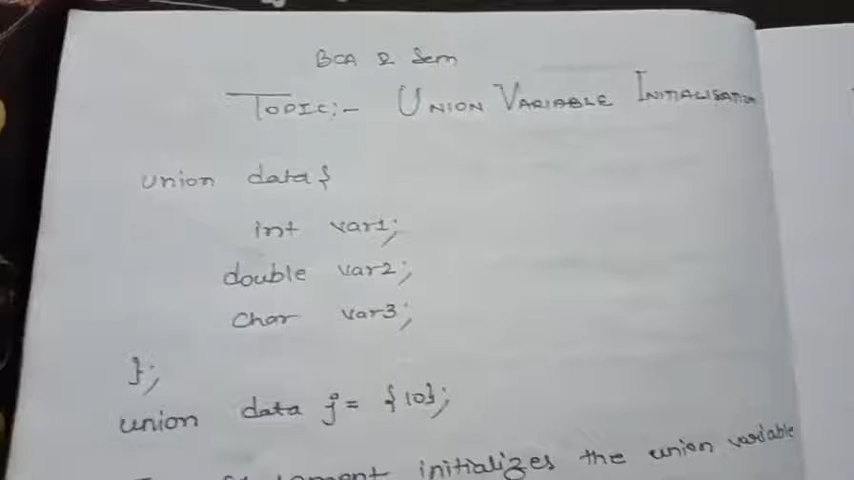 BCA 2 Sem
TOPIC:- UNION VARIABLE INITIALISATION
union data {
int var1;
double var2;
char var3;
};
union data j = {10};
initializes the union variable